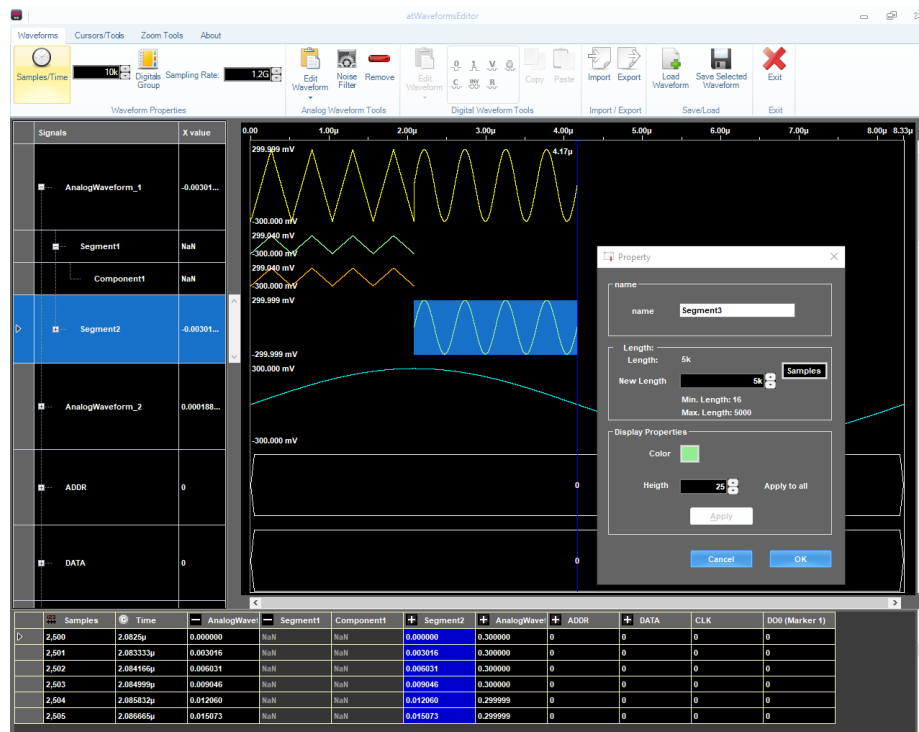 atWaveformsEditor
Waveforms Cursors/Tools Zoom Tools About
Samples/Time 10k Digitals Group Sampling Rate: 1.2G Edit Waveform Noise Filter Remove Edit Waveform Copy Paste Import Export Load Waveform Save Selected Waveform Exit
Waveform Properties Analog Waveform Tools Digital Waveform Tools Import / Export Save/Load Exit
Signals X value 0.00 1.00µ 2.00µ 3.00µ 4.00µ 5.00µ 6.00µ 7.00µ 8.00µ 8.33µ
299.999 mV 4.17µ
AnalogWaveform_1 -0.00301...
-300.000 mV
299.040 mV
Segment1 NaN
-300.000 mV
299.040 mV
Component1 NaN
-300.000 mV
299.999 mV
Segment2 -0.00301...
-299.999 mV
300.000 mV
AnalogWaveform_2 0.000188...
-300.000 mV
ADDR 0 0
DATA 0 0
Property
name
name Segment3
Length:
Length: 5k
New Length 5k Samples
Min. Length: 16
Max. Length: 5000
Display Properties
Color
Heigth 25 Apply to all
Apply
Cancel OK
Samples Time AnalogWavef Segment1 Component1 Segment2 AnalogWavef ADDR DATA CLK DO0 (Marker 1)
2,500 2.0825µ 0.000000 NaN NaN 0.000000 0.300000 0 0 0 0
2,501 2.083333µ 0.003016 NaN NaN 0.003016 0.300000 0 0 0 0
2,502 2.084166µ 0.006031 NaN NaN 0.006031 0.300000 0 0 0 0
2,503 2.084999µ 0.009046 NaN NaN 0.009046 0.300000 0 0 0 0
2,504 2.085832µ 0.012060 NaN NaN 0.012060 0.299999 0 0 0 0
2,505 2.086665µ 0.015073 NaN NaN 0.015073 0.299999 0 0 0 0